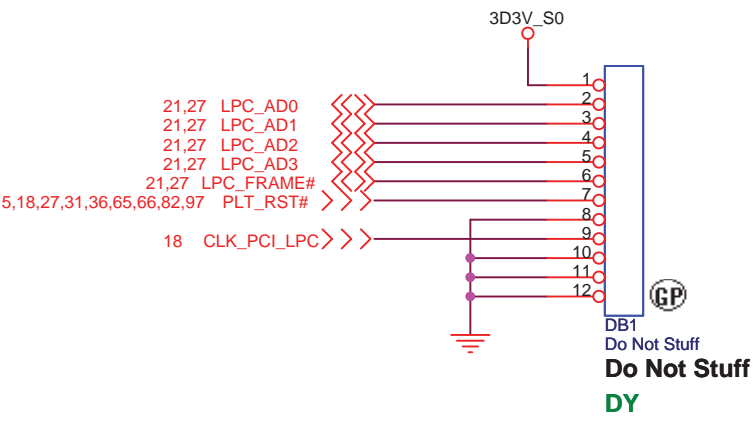 3D3V_S0
1
21,27 LPC_AD0 2
21,27 LPC_AD1 3
21,27 LPC_AD2 4
21,27 LPC_AD3 5
21,27 LPC_FRAME# 6
5,18,27,31,36,65,66,82,97 PLT_RST# 7
8
18 CLK_PCI_LPC 9
10
11
12
GP
DB1
Do Not Stuff
Do Not Stuff
DY